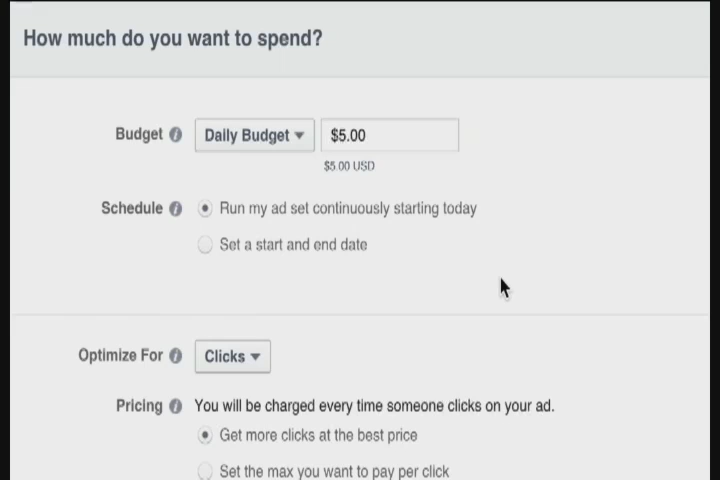 How much do you want to spend?
Budget i Daily Budget $5.00
$5.00 USD
Schedule i Run my ad set continuously starting today
Set a start and end date
Optimize For i Clicks
Pricing i You will be charged every time someone clicks on your ad.
Get more clicks at the best price
Set the max you want to pay per click